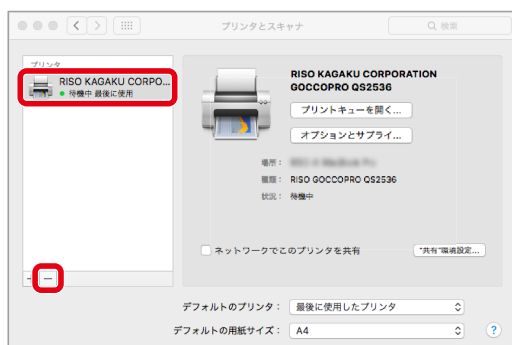 プリンタとスキャナ
検索
プリンタ
RISO KAGAKU CORPO...
待機中 最後に使用
RISO KAGAKU CORPORATION
GOCCOPRO QS2536
プリントキューを開く...
オプションとサプライ...
場所：
種類： RISO GOCCOPRO QS2536
状況： 待機中
ネットワークでこのプリンタを共有
"共有"環境設定...
+ −
デフォルトのプリンタ： 最後に使用したプリンタ
デフォルトの用紙サイズ： A4
?